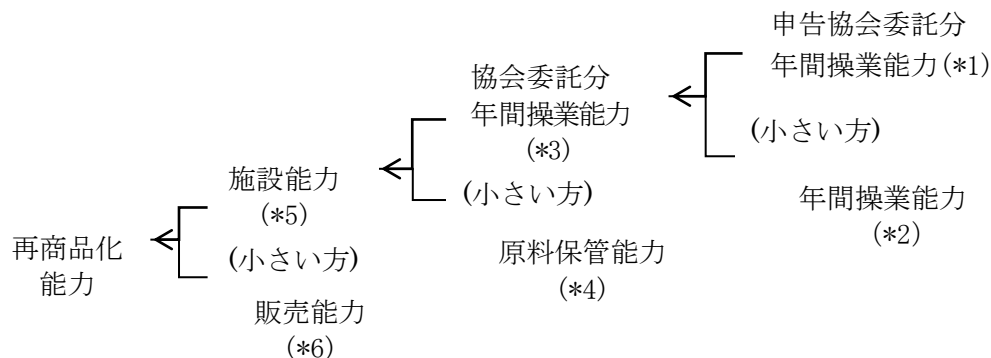 申告協会委託分
年間操業能力(*1)
協会委託分
年間操業能力
(*3)
(小さい方)
施設能力
(*5)
(小さい方)
年間操業能力
(*2)
再商品化
能力
(小さい方)
原料保管能力
(*4)
販売能力
(*6)